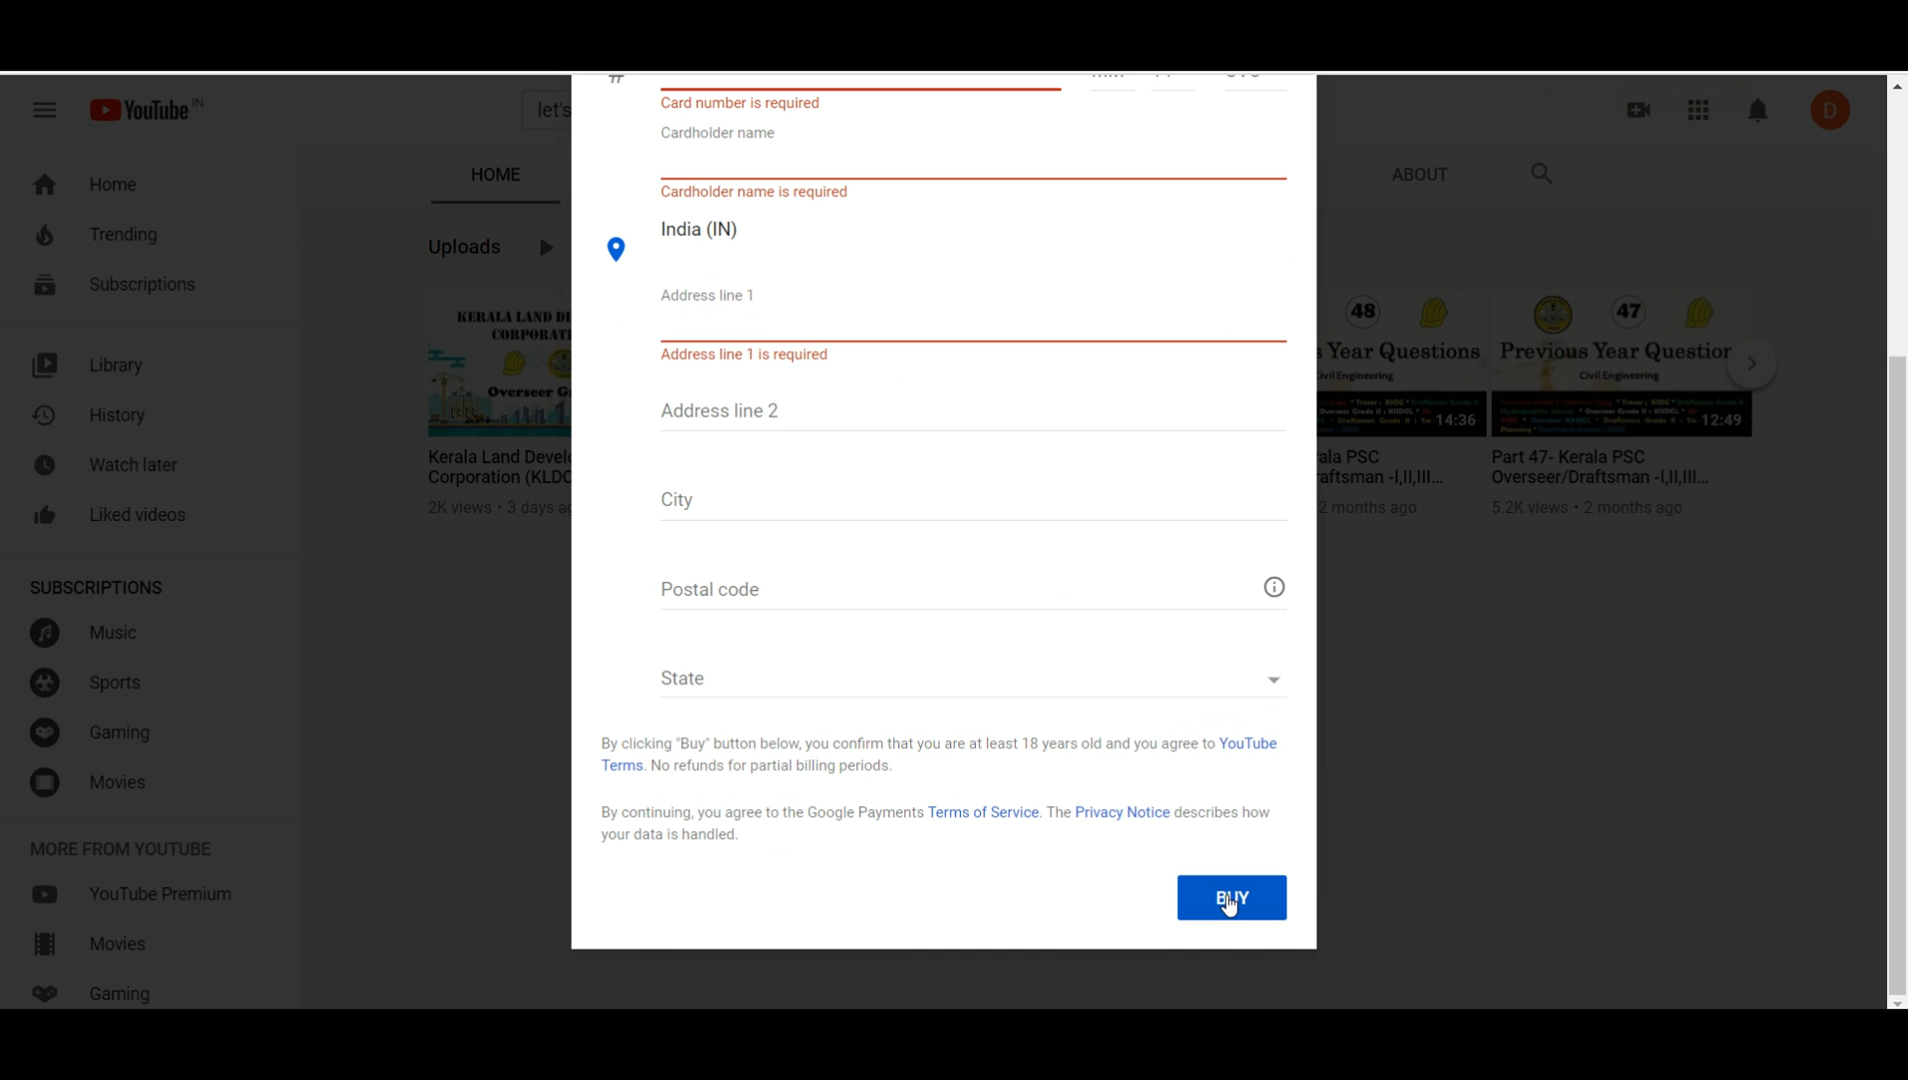 YouTube IN
let's
Home
Trending
Subscriptions
Library
History
Watch later
Liked videos
SUBSCRIPTIONS
Music
Sports
Gaming
Movies
MORE FROM YOUTUBE
YouTube Premium
Movies
Gaming
HOME
ABOUT
D
Uploads
KERALA LAND
CORPORAT
Overseer G
Kerala Land Develo
Corporation (KLDC
2K views • 3 days ag
#
Card number is required
Cardholder name
Cardholder name is required
India (IN)
Address line 1
Address line 1 is required
Address line 2
City
Postal code
State
By clicking "Buy" button below, you confirm that you are at least 18 years old and you agree to YouTube
Terms. No refunds for partial billing periods.
By continuing, you agree to the Google Payments Terms of Service. The Privacy Notice describes how
your data is handled.
BUY
48
s Year Questions
Civil Engineering
14:36
ala PSC
raftsman -I,II,III...
2 months ago
47
Previous Year Question
Civil Engineering
12:49
Part 47- Kerala PSC
Overseer/Draftsman -I,II,III...
5.2K views • 2 months ago